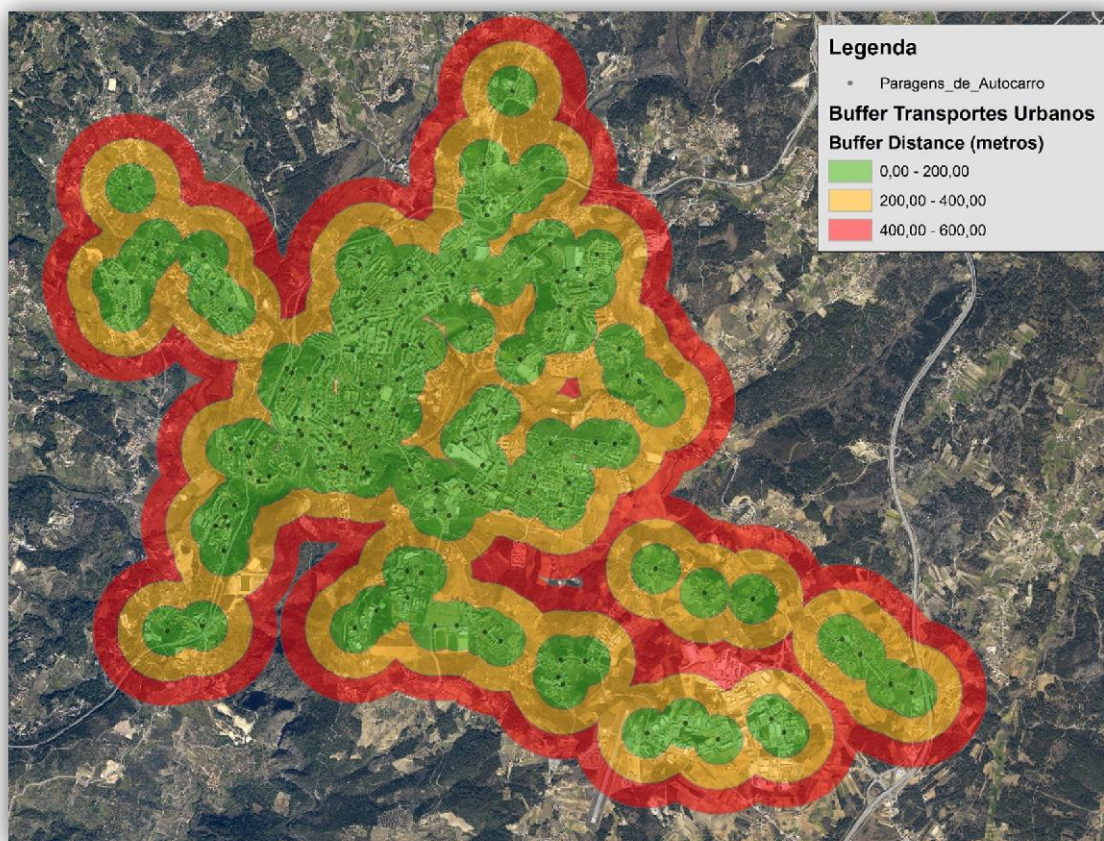 Legenda
Paragens_de_Autocarro
Buffer Transportes Urbanos
Buffer Distance (metros)
0,00 - 200,00
200,00 - 400,00
400,00 - 600,00